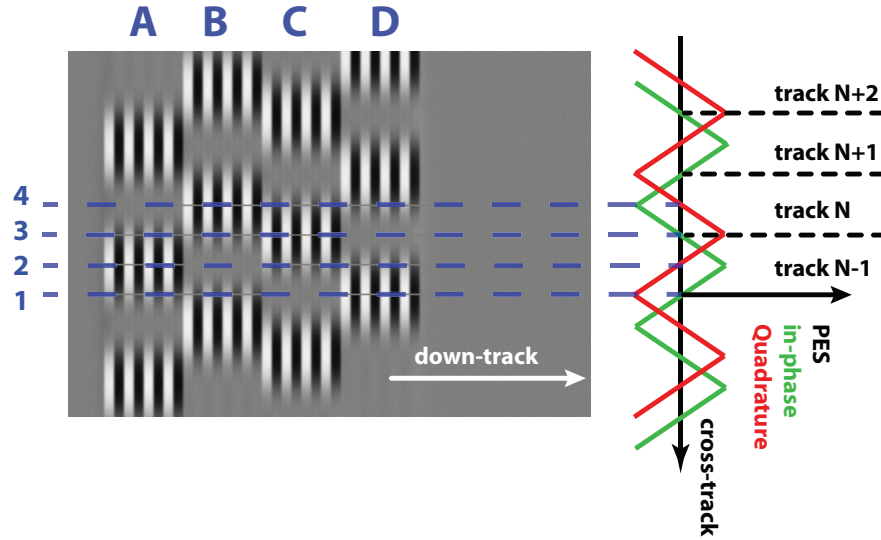 A B C D
4
3
2
1
down-track
track N+2
track N+1
track N
track N-1
PES
in-phase
Quadrature
cross-track